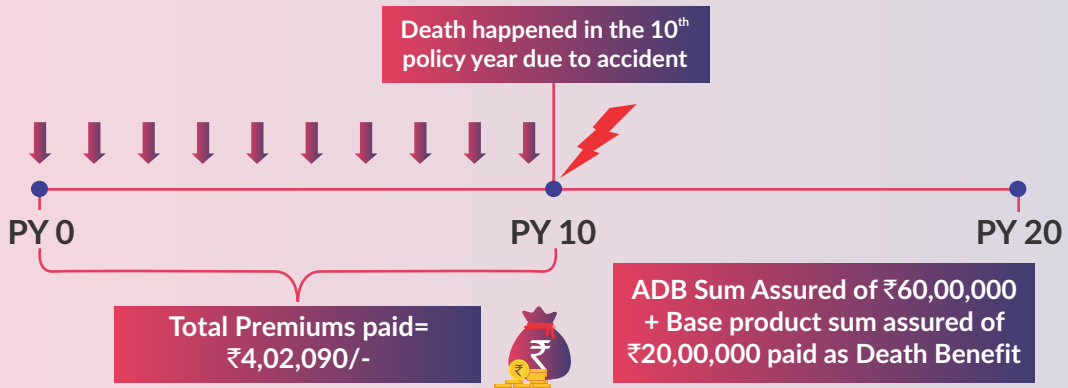 Death happened in the 10th
policy year due to accident
PY 0
PY 10
PY 20
Total Premiums paid=
₹4,02,090/-
₹
₹
ADB Sum Assured of ₹60,00,000
+ Base product sum assured of
₹20,00,000 paid as Death Benefit